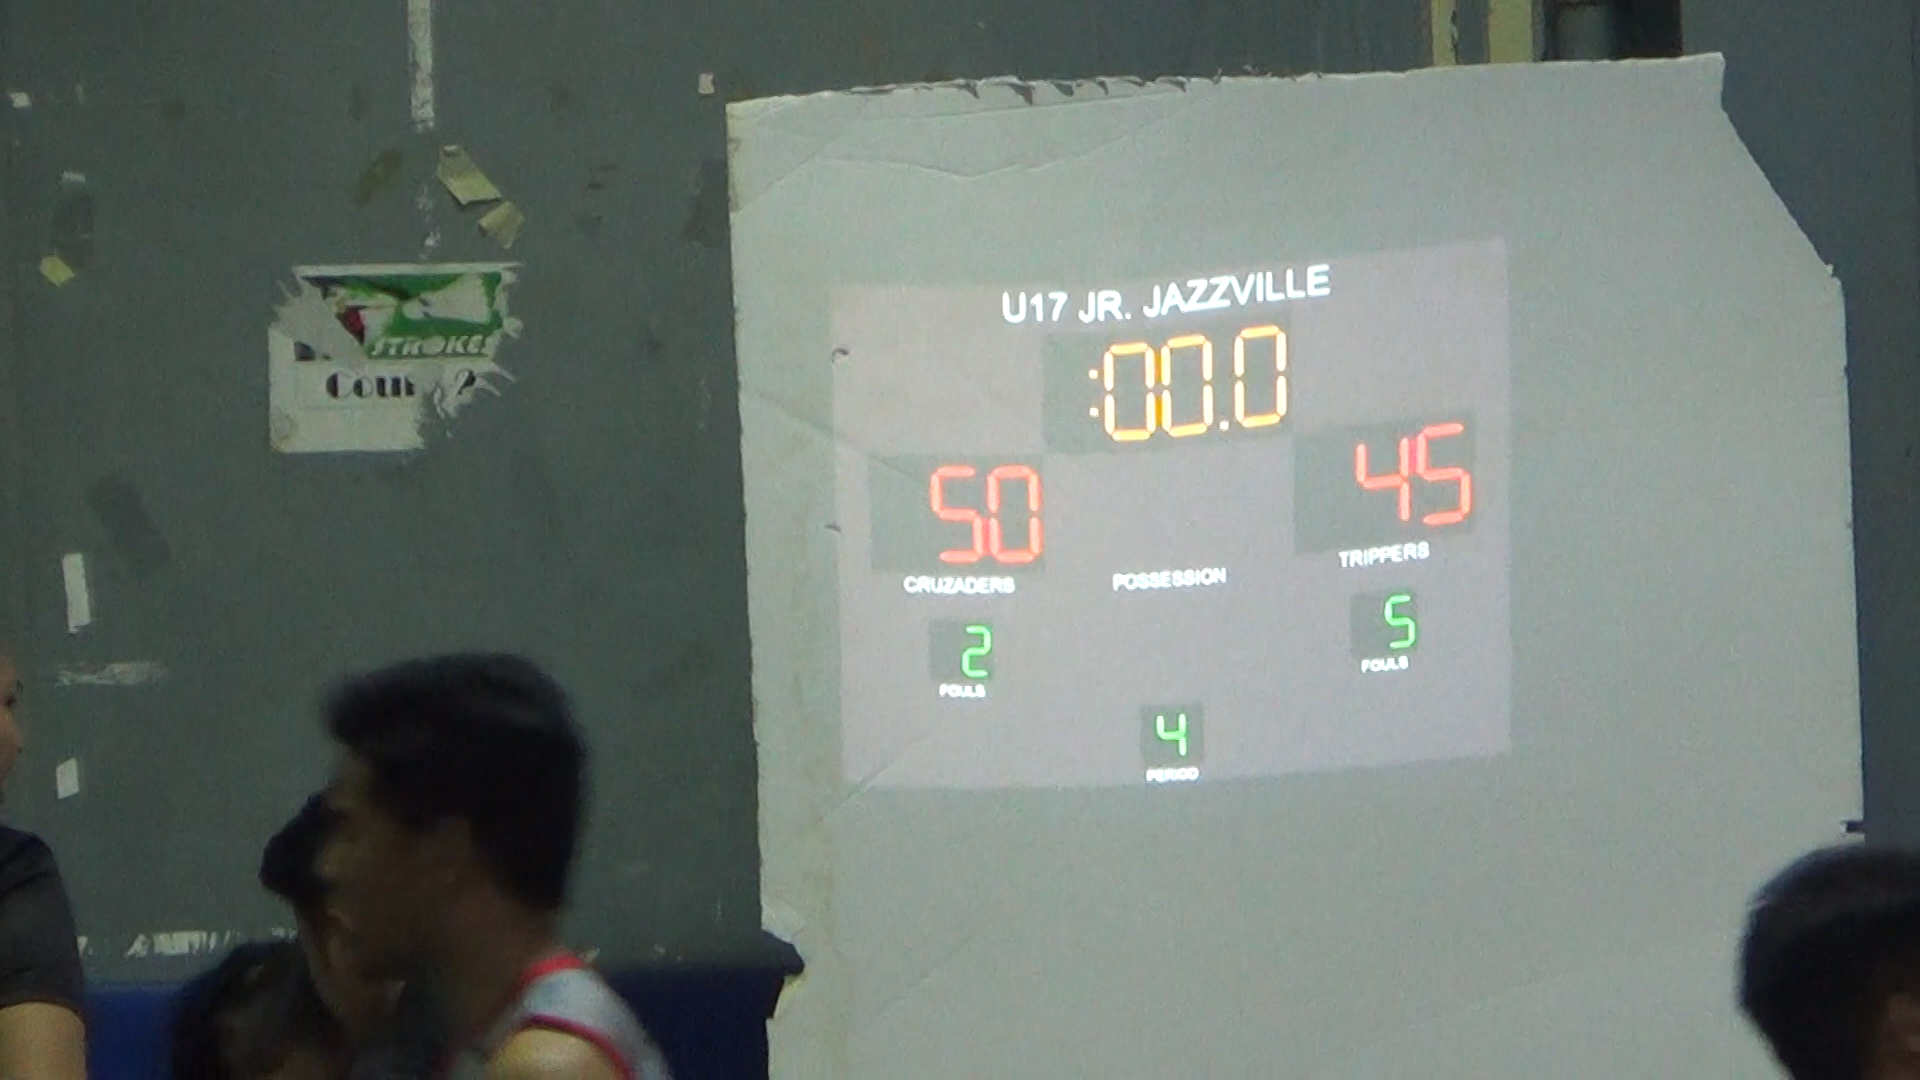 STROKES
U17 JR. JAZZVILLE
:00.0
50
45
CRUZADERS
POSSESSION
TRIPPERS
2
5
FOULS
FOULS
4
PERIOD